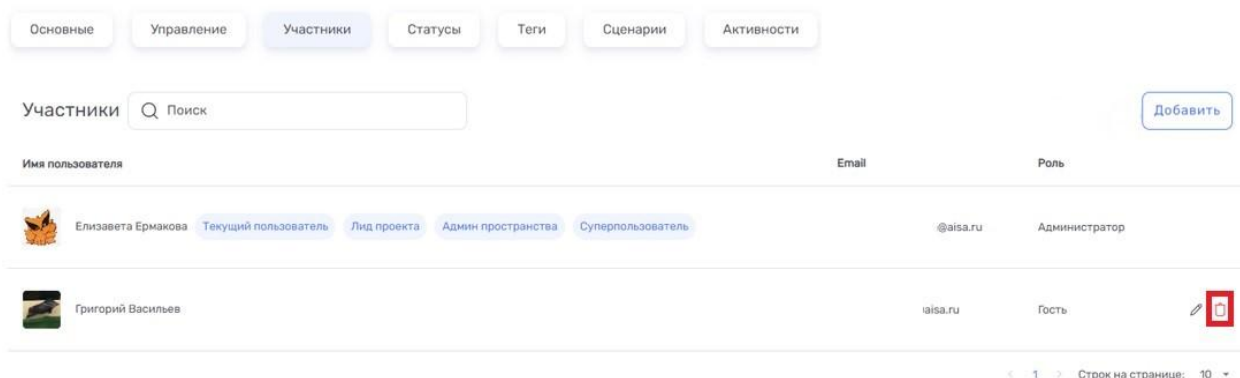 Основные Управление Участники Статусы Теги Сценарии Активности
Участники Поиск Добавить
Имя пользователя Email Роль
Елизавета Ермакова Текущий пользователь Лид проекта Админ пространства Суперпользователь @aisa.ru Администратор
Григорий Васильев aisa.ru Гость
< 1 > Строк на странице: 10